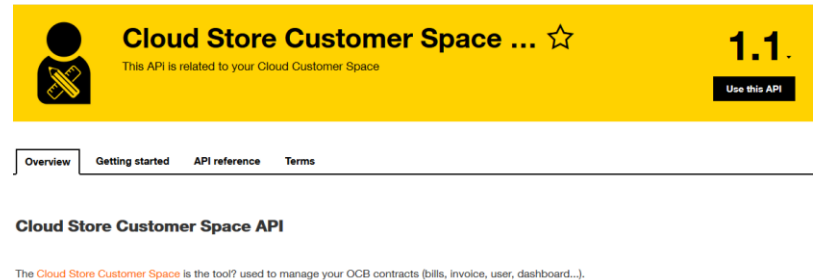 Cloud Store Customer Space ...
This API is related to your Cloud Customer Space
1.1
Use this API
Overview Getting started API reference Terms
Cloud Store Customer Space API
The Cloud Store Customer Space is the tool? used to manage your OCB contracts (bills, invoice, user, dashboard...).